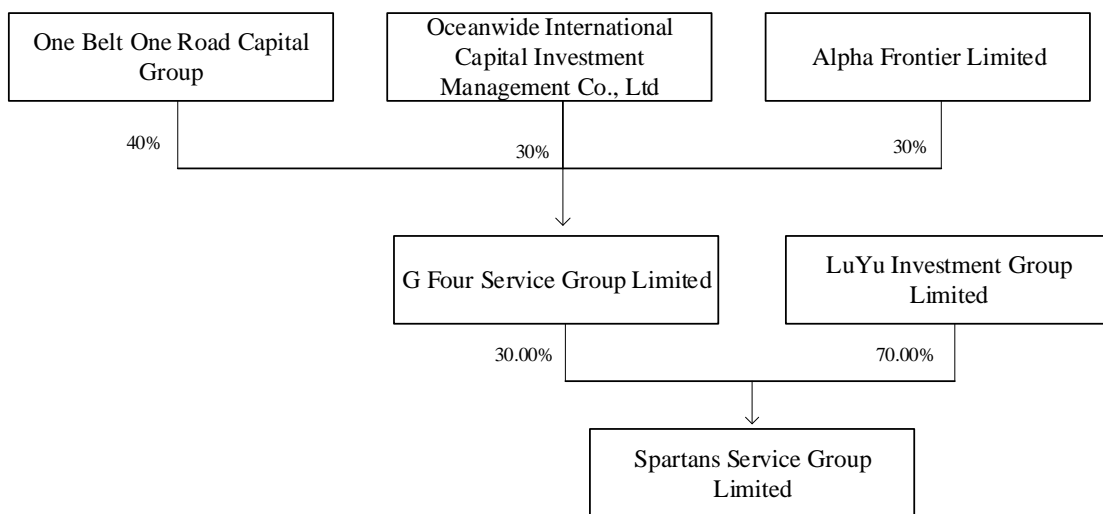 One Belt One Road Capital
Group
Oceanwide International
Capital Investment
Management Co., Ltd
Alpha Frontier Limited
40%
30%
30%
G Four Service Group Limited
LuYu Investment Group
Limited
30.00%
70.00%
Spartans Service Group
Limited